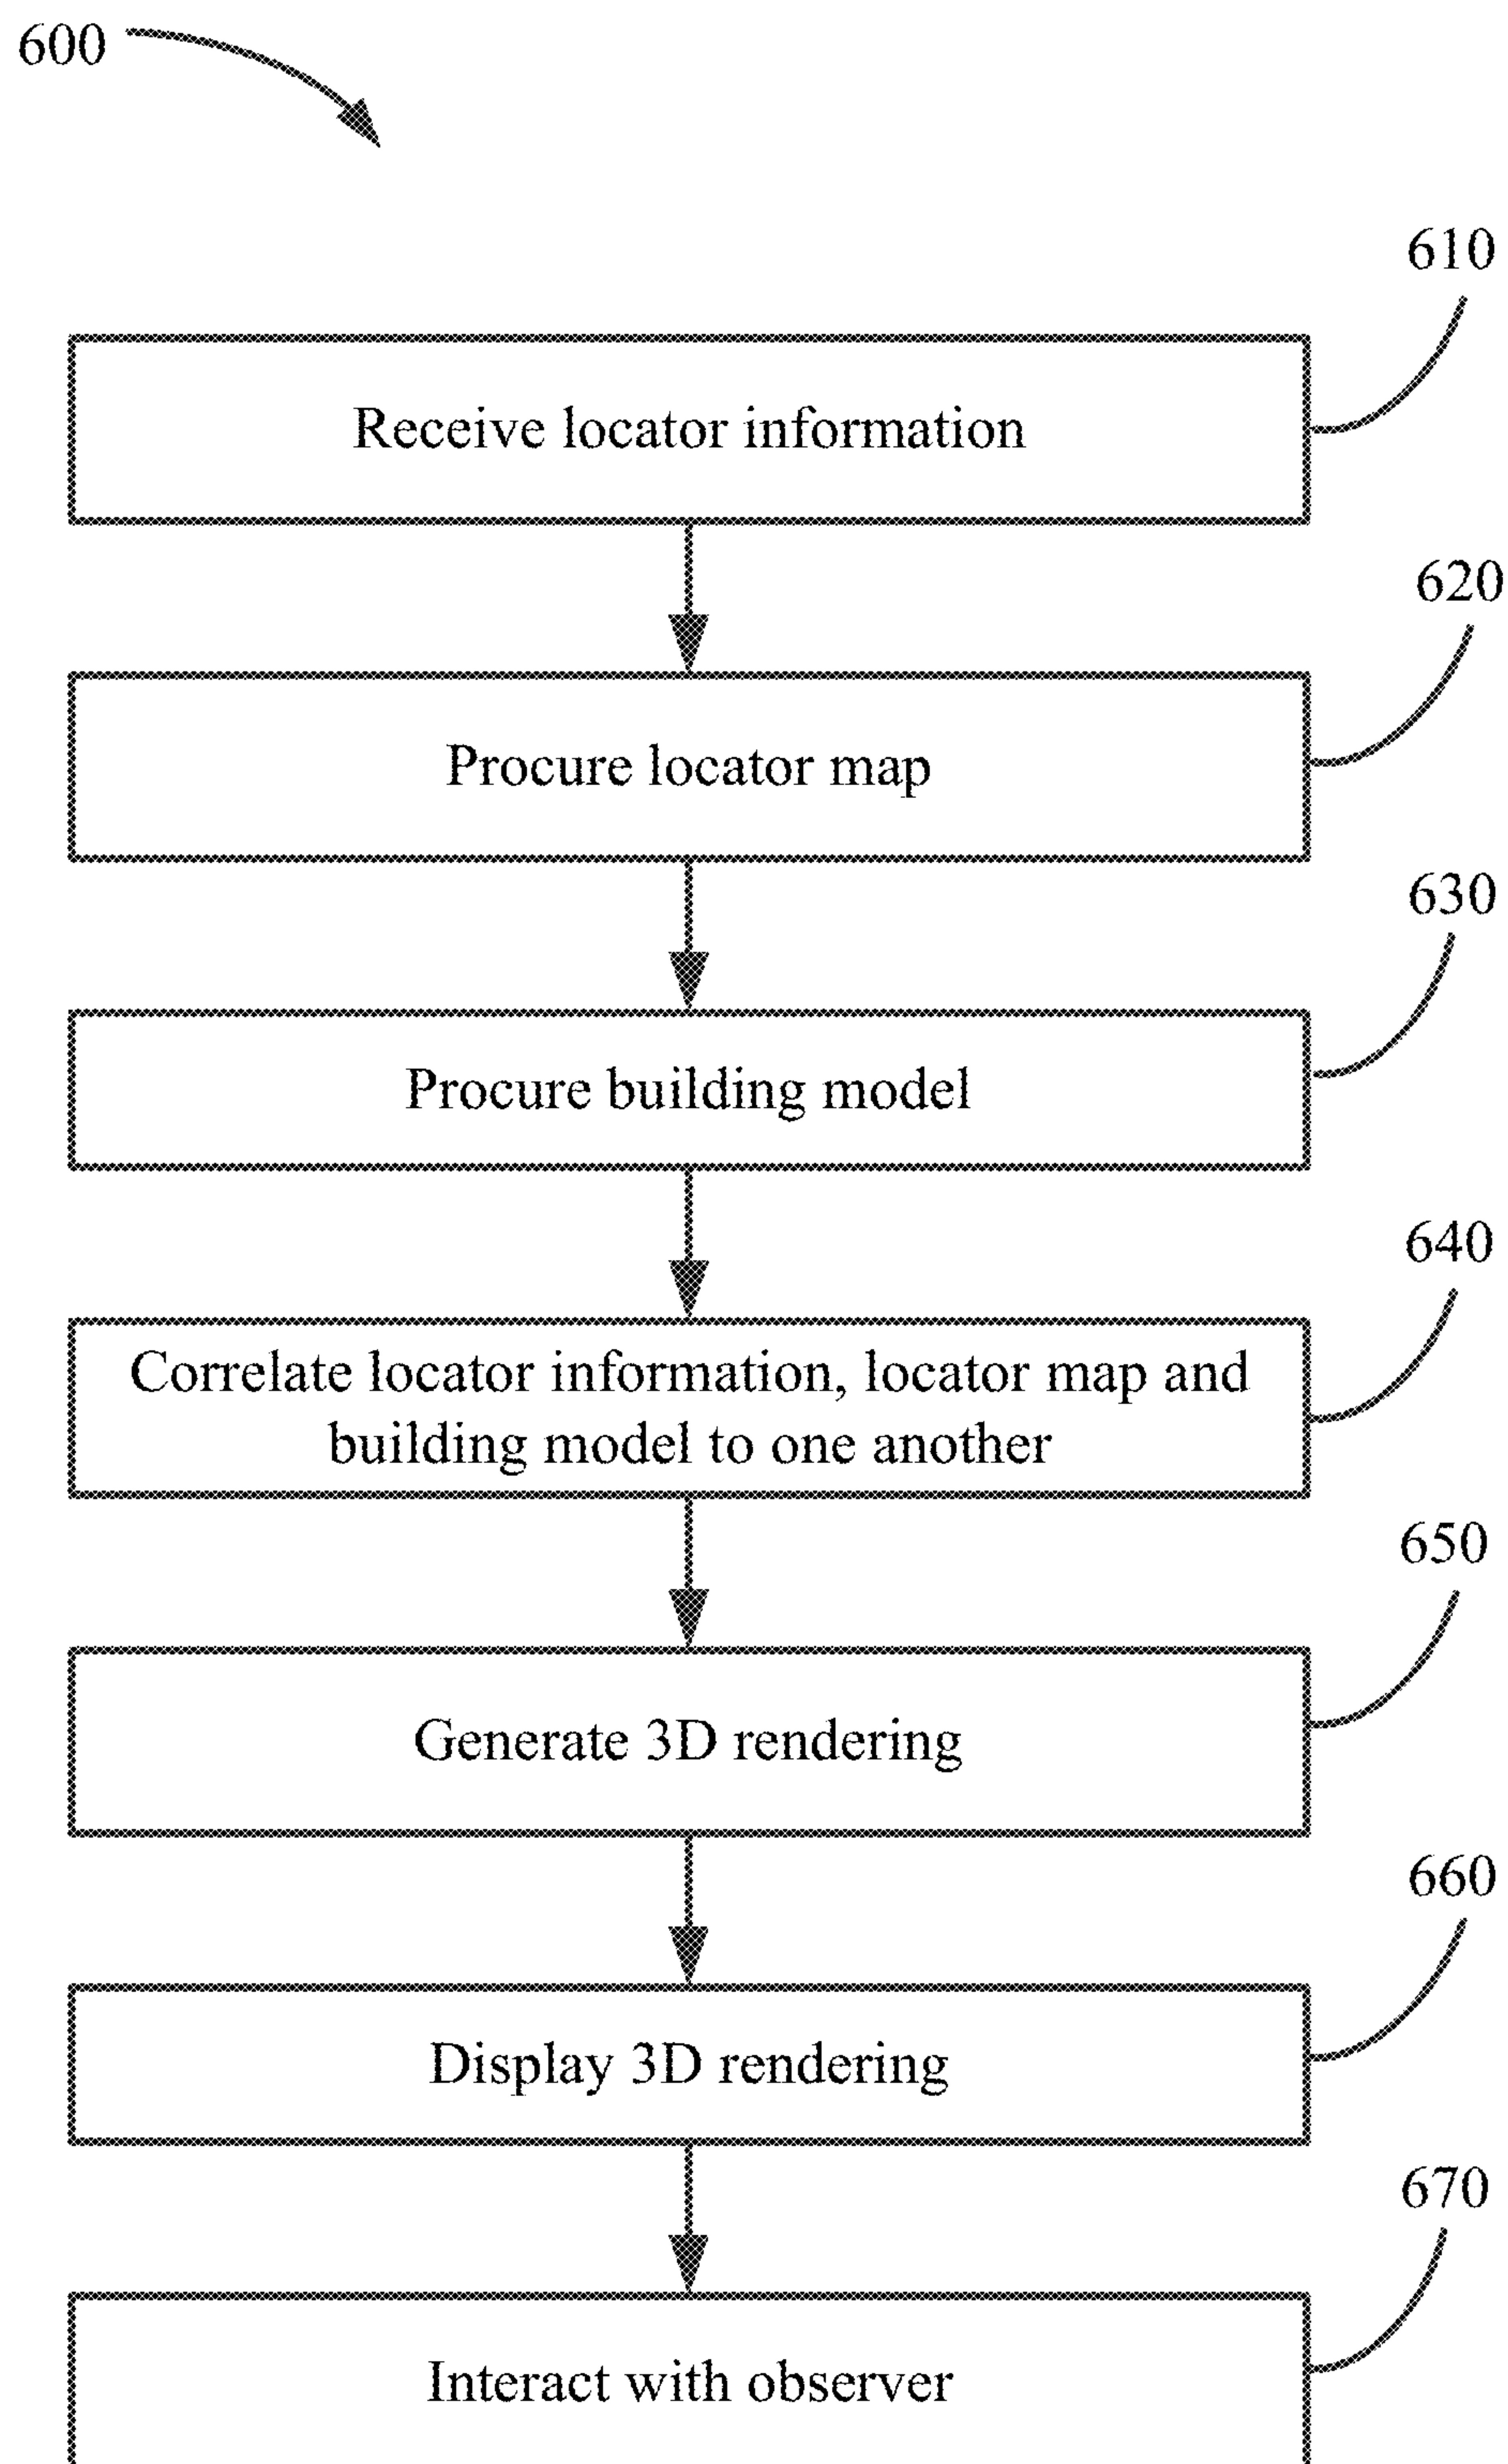 600
610
Receive locator information
620
Procure locator map
630
Procure building model
640
Correlate locator information, locator map and
building model to one another
650
Generate 3D rendering
660
Display 3D rendering
670
Interact with observer